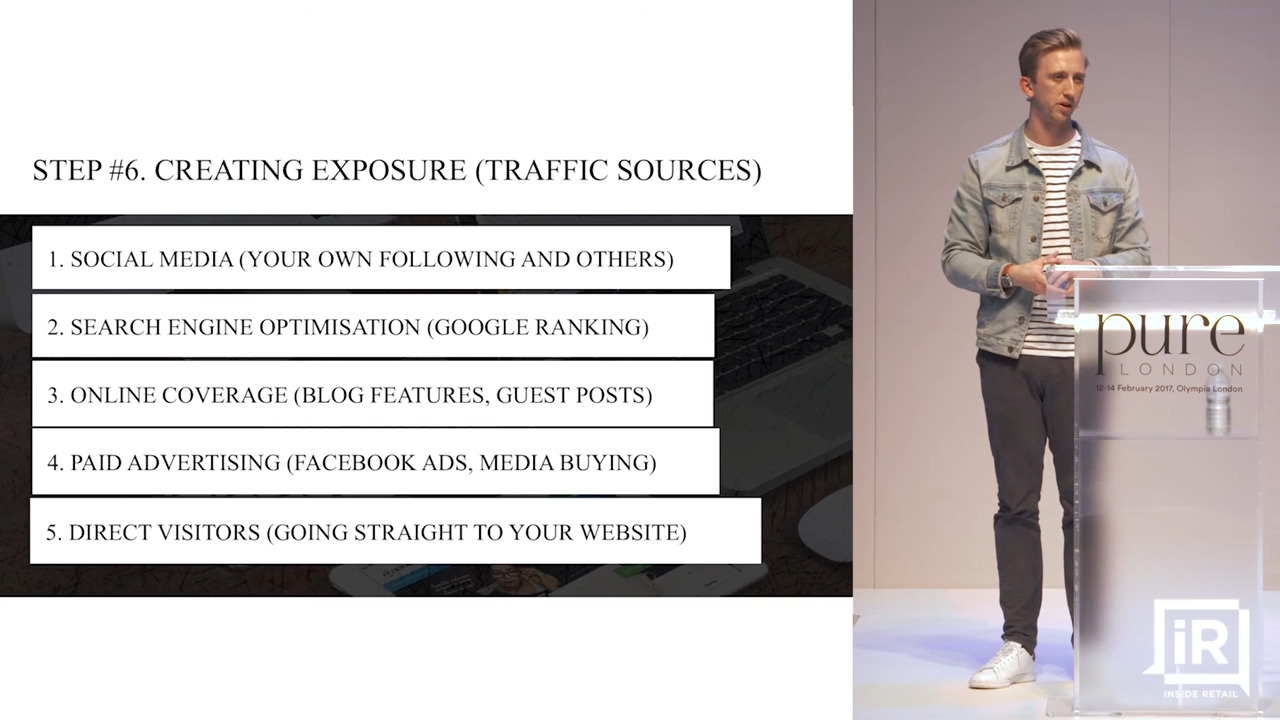 STEP #6. CREATING EXPOSURE (TRAFFIC SOURCES)
1. SOCIAL MEDIA (YOUR OWN FOLLOWING AND OTHERS)
2. SEARCH ENGINE OPTIMISATION (GOOGLE RANKING)
3. ONLINE COVERAGE (BLOG FEATURES, GUEST POSTS)
4. PAID ADVERTISING (FACEBOOK ADS, MEDIA BUYING)
5. DIRECT VISITORS (GOING STRAIGHT TO YOUR WEBSITE)
pure
LONDON
12-14 February 2017, Olympia London
iR
INSIDE RETAIL